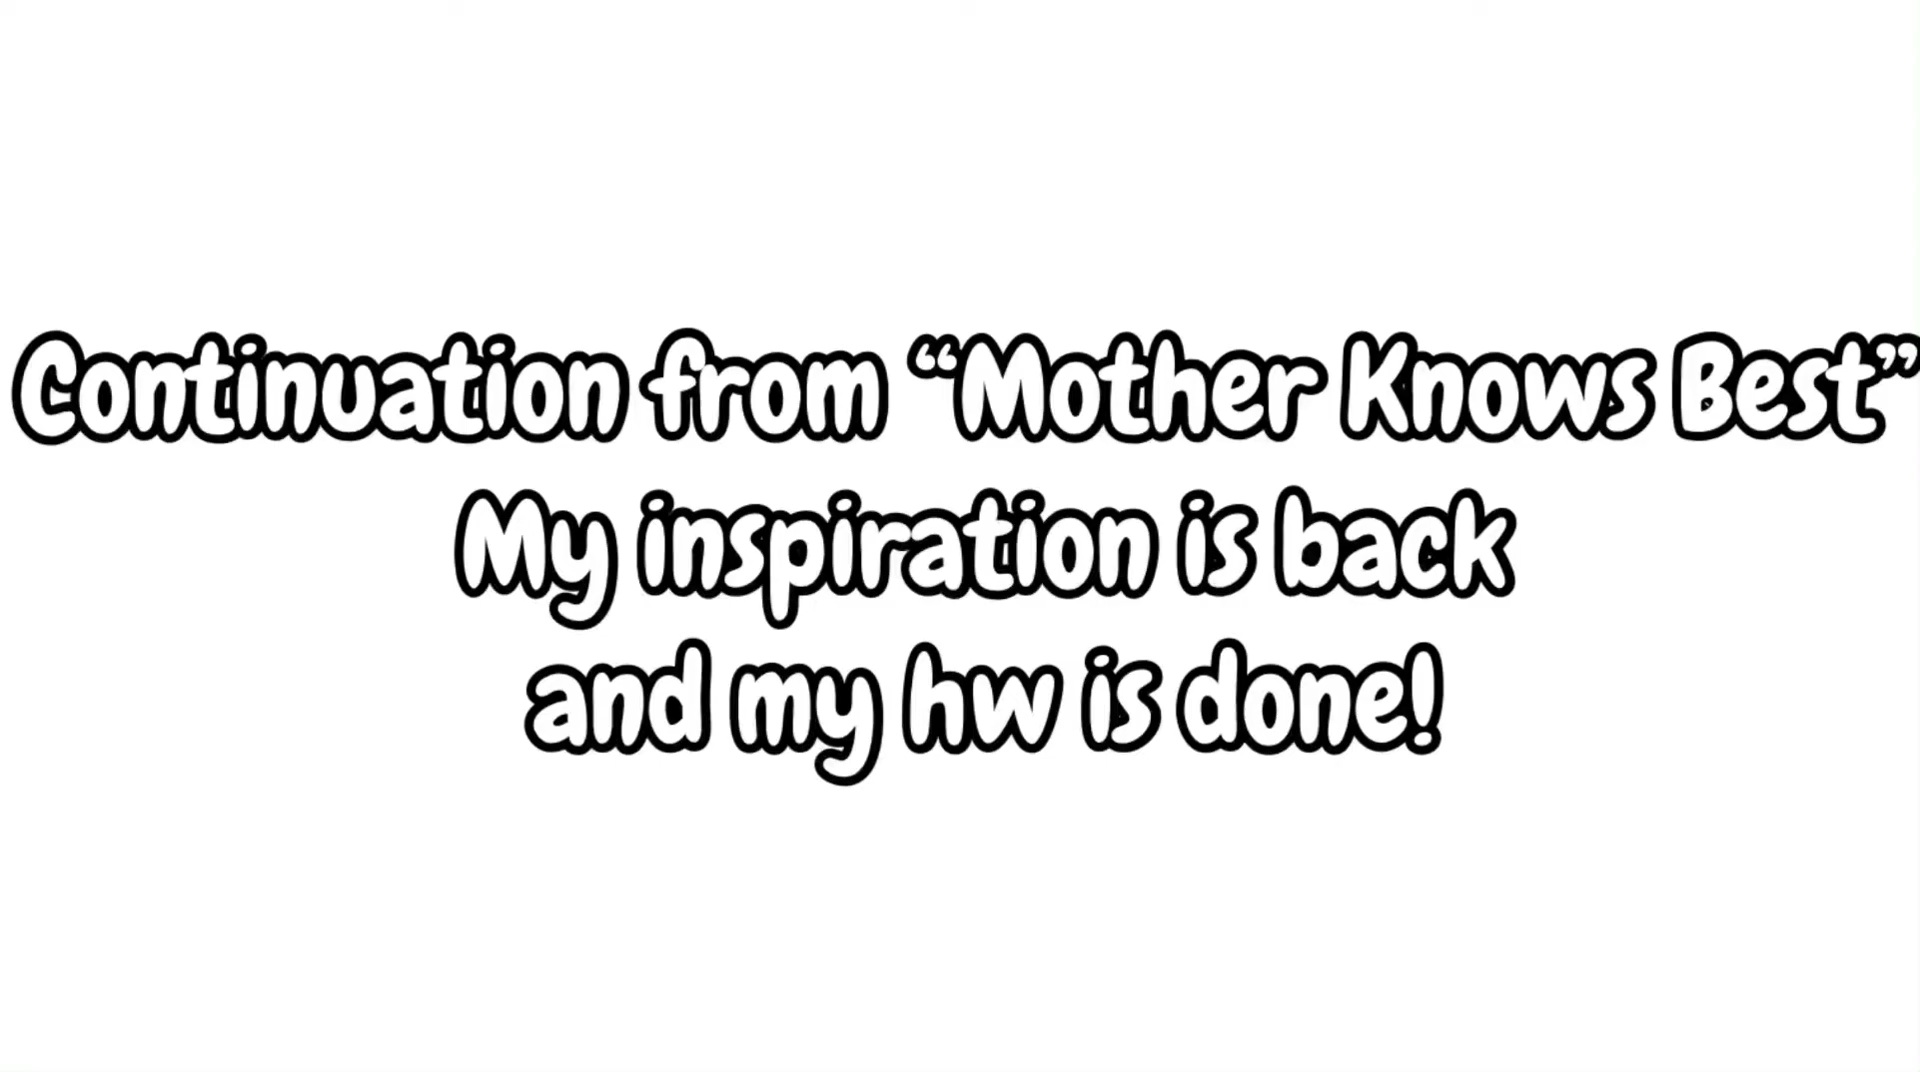 Continuation from “Mother Knows Best”
My inspiration is back
and my hw is done!